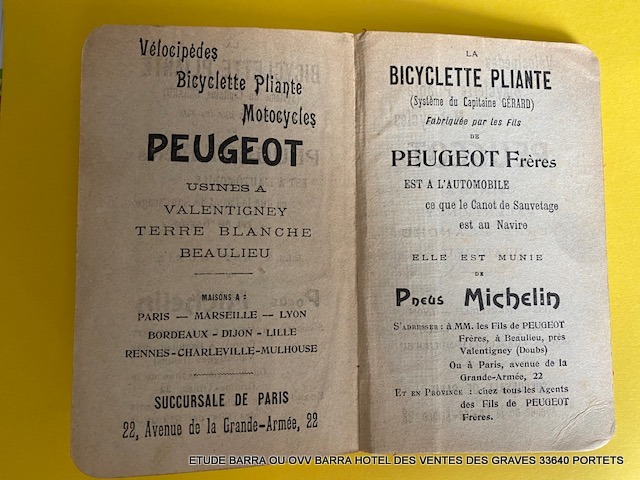 Vélocipèdes
Bicyclette Pliante
Motocycles
PEUGEOT
USINES A
VALENTIGNEY
TERRE BLANCHE
BEAULIEU
MAISONS A :
PARIS — MARSEILLE — LYON
BORDEAUX - DIJON - LILLE
RENNES-CHARLEVILLE-MULHOUSE
SUCCURSALE DE PARIS
22, Avenue de la Grande-Armée, 22
LA
BICYCLETTE PLIANTE
(Système du Capitaine GÉRARD)
Fabriquée par les Fils
DE
PEUGEOT Frères
EST A L'AUTOMOBILE
ce que le Canot de Sauvetage
est au Navire
ELLE EST MUNIE
DE
Pneus Michelin
S'ADRESSER : à MM. les Fils de PEUGEOT
Frères, à Beaulieu, près
Valentigney (Doubs)
Ou à Paris, avenue de la
Grande-Armée, 22
ET EN PROVINCE : chez tous les Agents
des Fils de PEUGEOT
Frères.
ETUDE BARRA OU OVV BARRA HOTEL DES VENTES DES GRAVES 33640 PORTETS